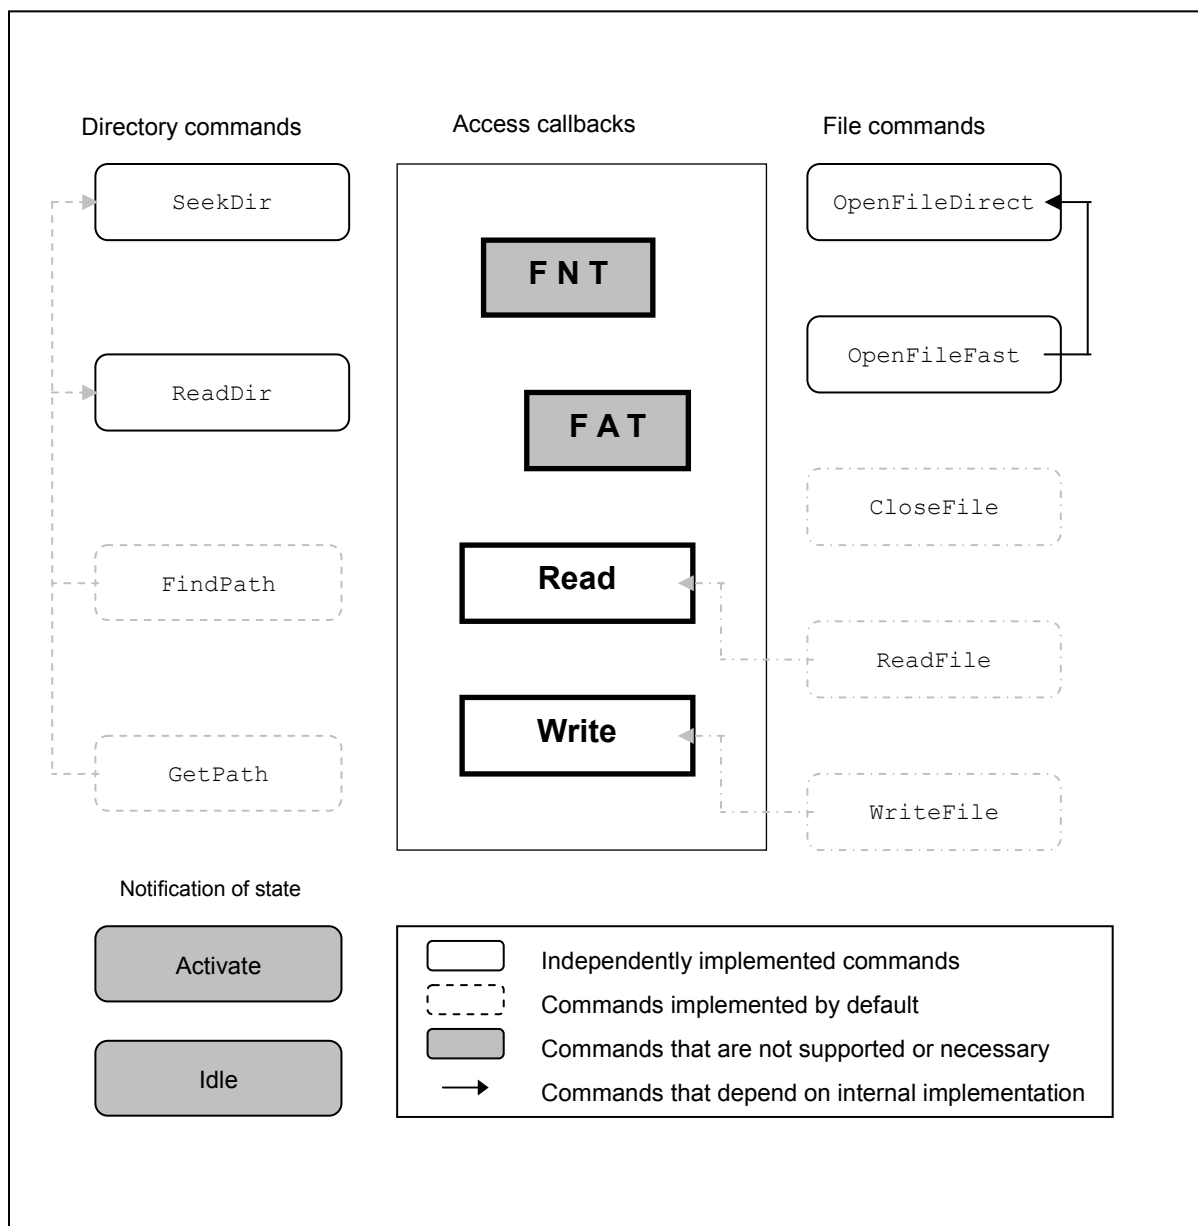 Directory commands
Access callbacks
File commands
SeekDir
OpenFileDirect
F N T
OpenFileFast
ReadDir
F A T
CloseFile
FindPath
Read
ReadFile
Write
GetPath
WriteFile
Notification of state
Activate
Idle
Independently implemented commands
Commands implemented by default
Commands that are not supported or necessary
Commands that depend on internal implementation